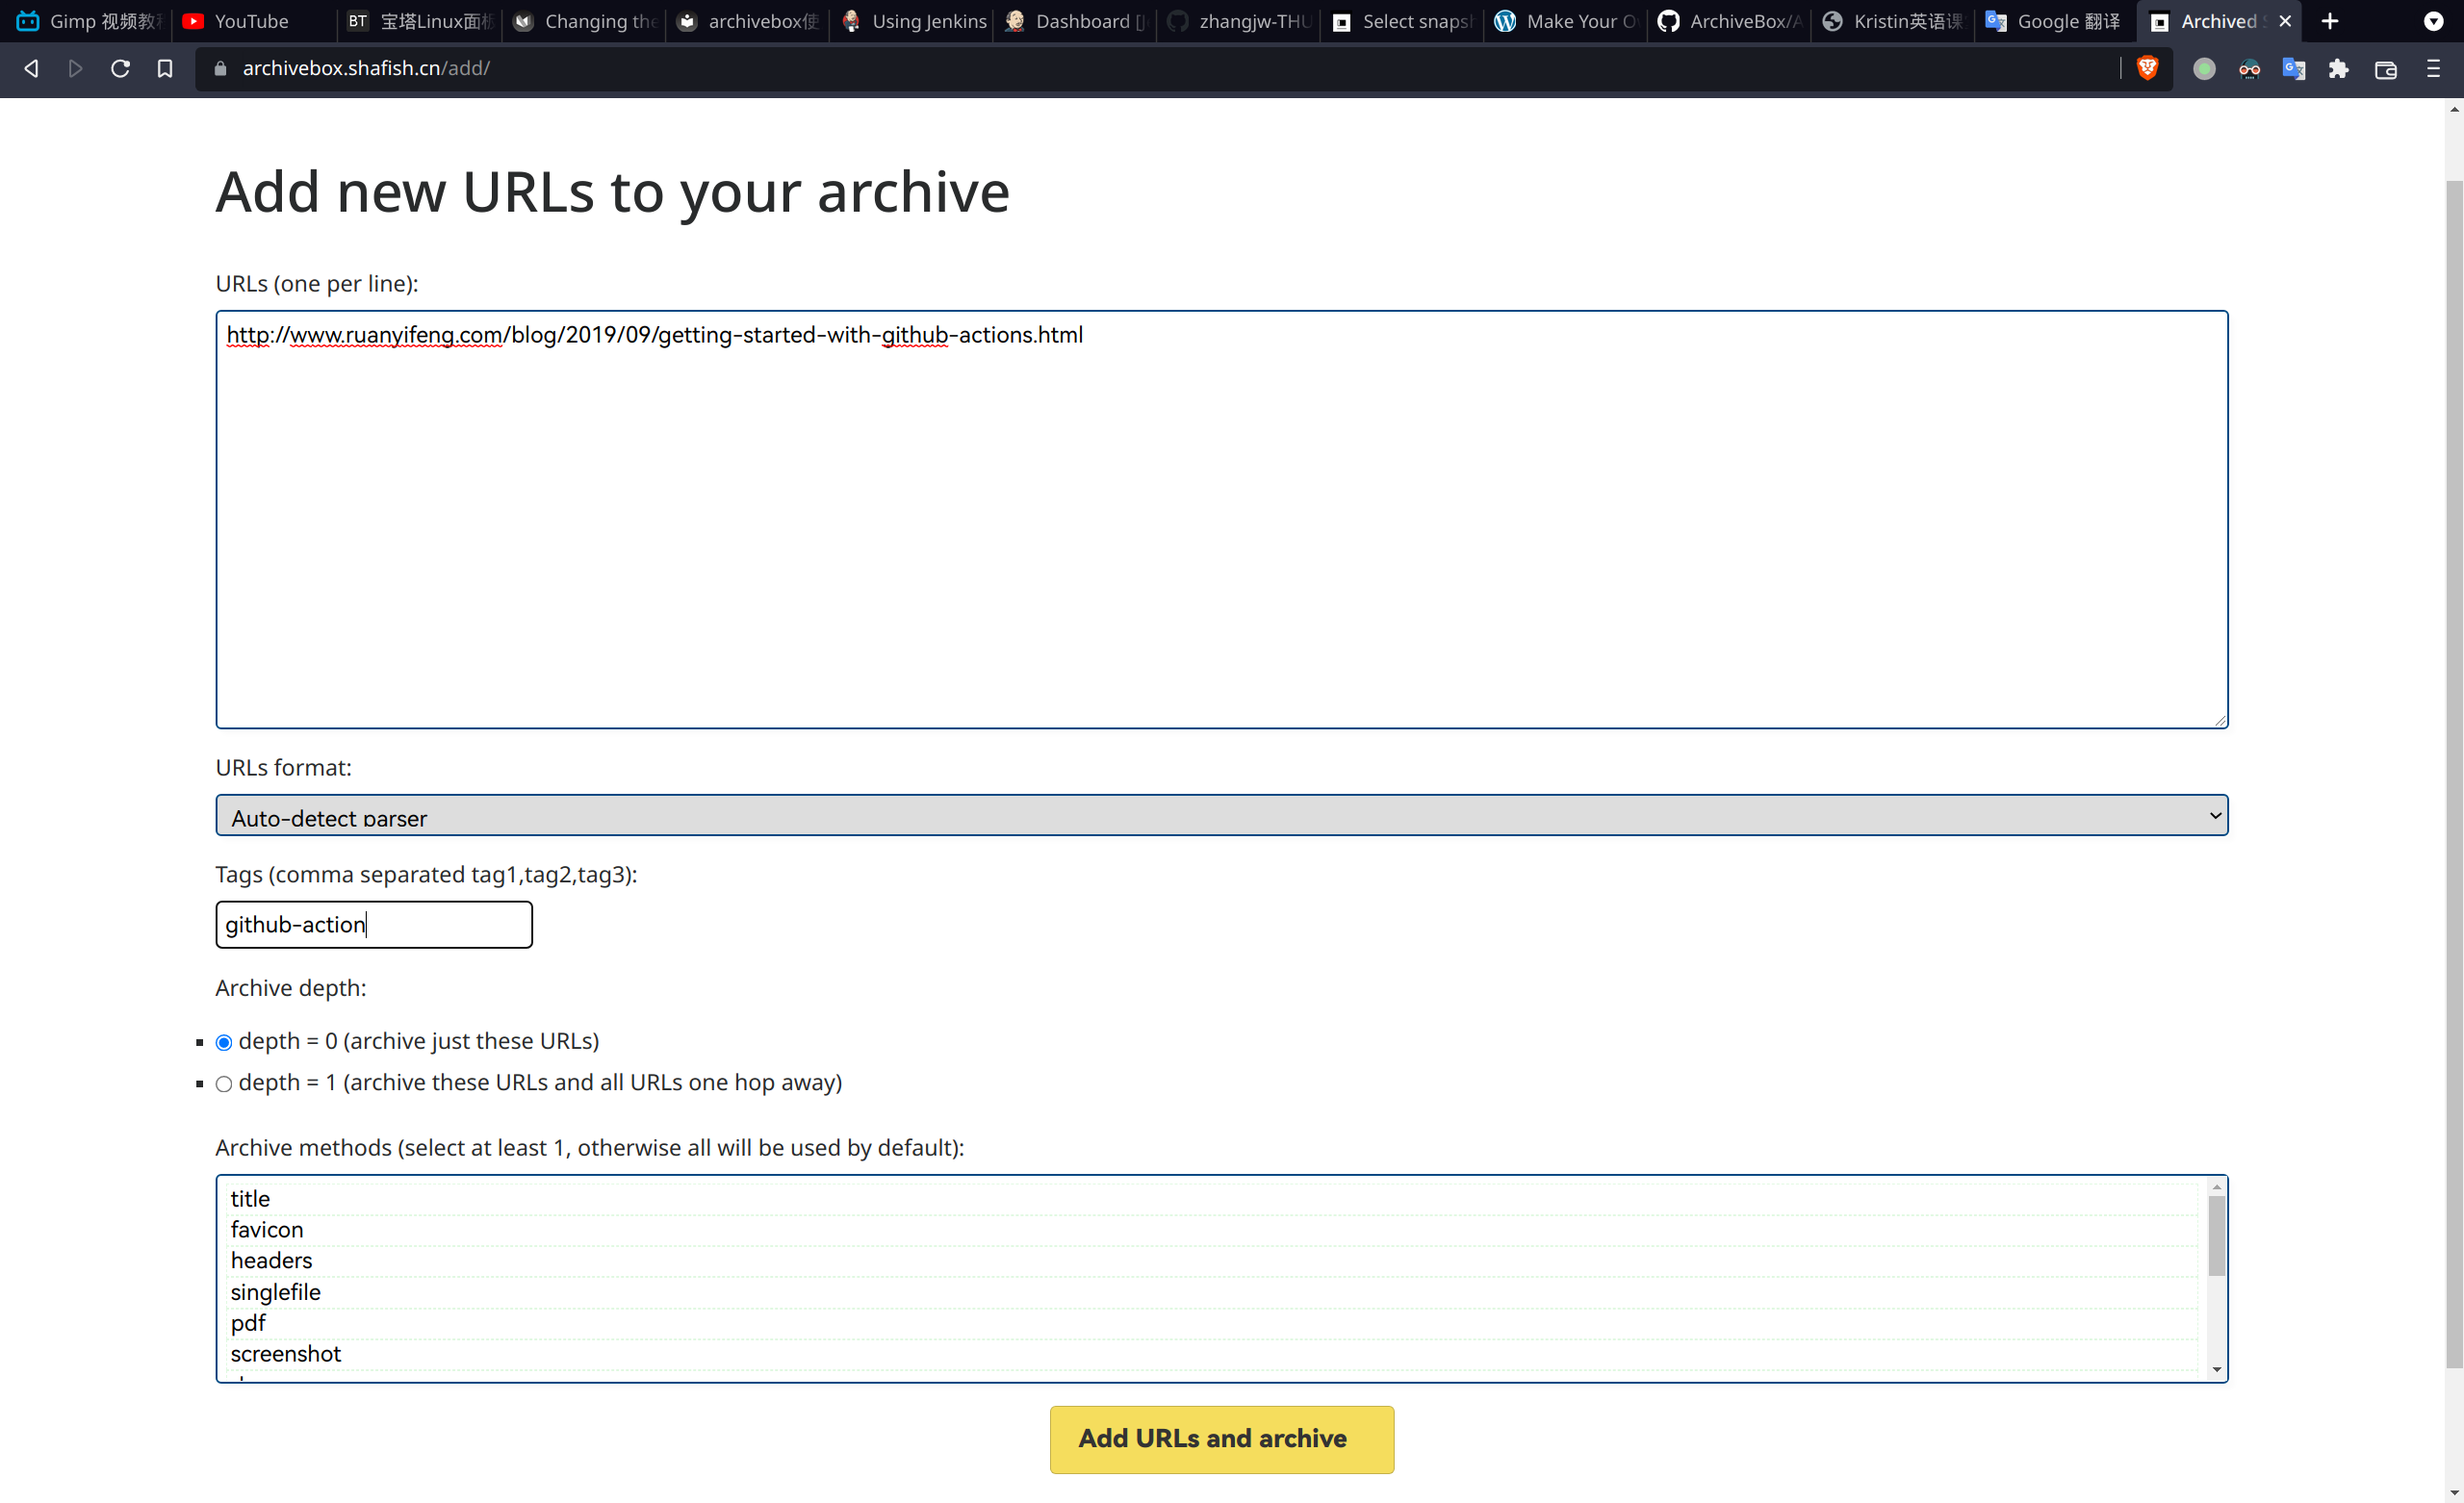 Gimp 视频教
YouTube
BT 宝塔Linux面
Changing the
archivebox使
Using Jenkins
Dashboard [J
zhangjw-THU
Select snaps
Make Your O
ArchiveBox/A
Kristin英语课
Google 翻译
Archived
archivebox.shafish.cn/add/
Add new URLs to your archive
URLs (one per line):
http://www.ruanyifeng.com/blog/2019/09/getting-started-with-github-actions.html
URLs format:
Auto-detect parser
Tags (comma separated tag1,tag2,tag3):
github-action
Archive depth:
depth = 0 (archive just these URLs)
depth = 1 (archive these URLs and all URLs one hop away)
Archive methods (select at least 1, otherwise all will be used by default):
title
favicon
headers
singlefile
pdf
screenshot
Add URLs and archive